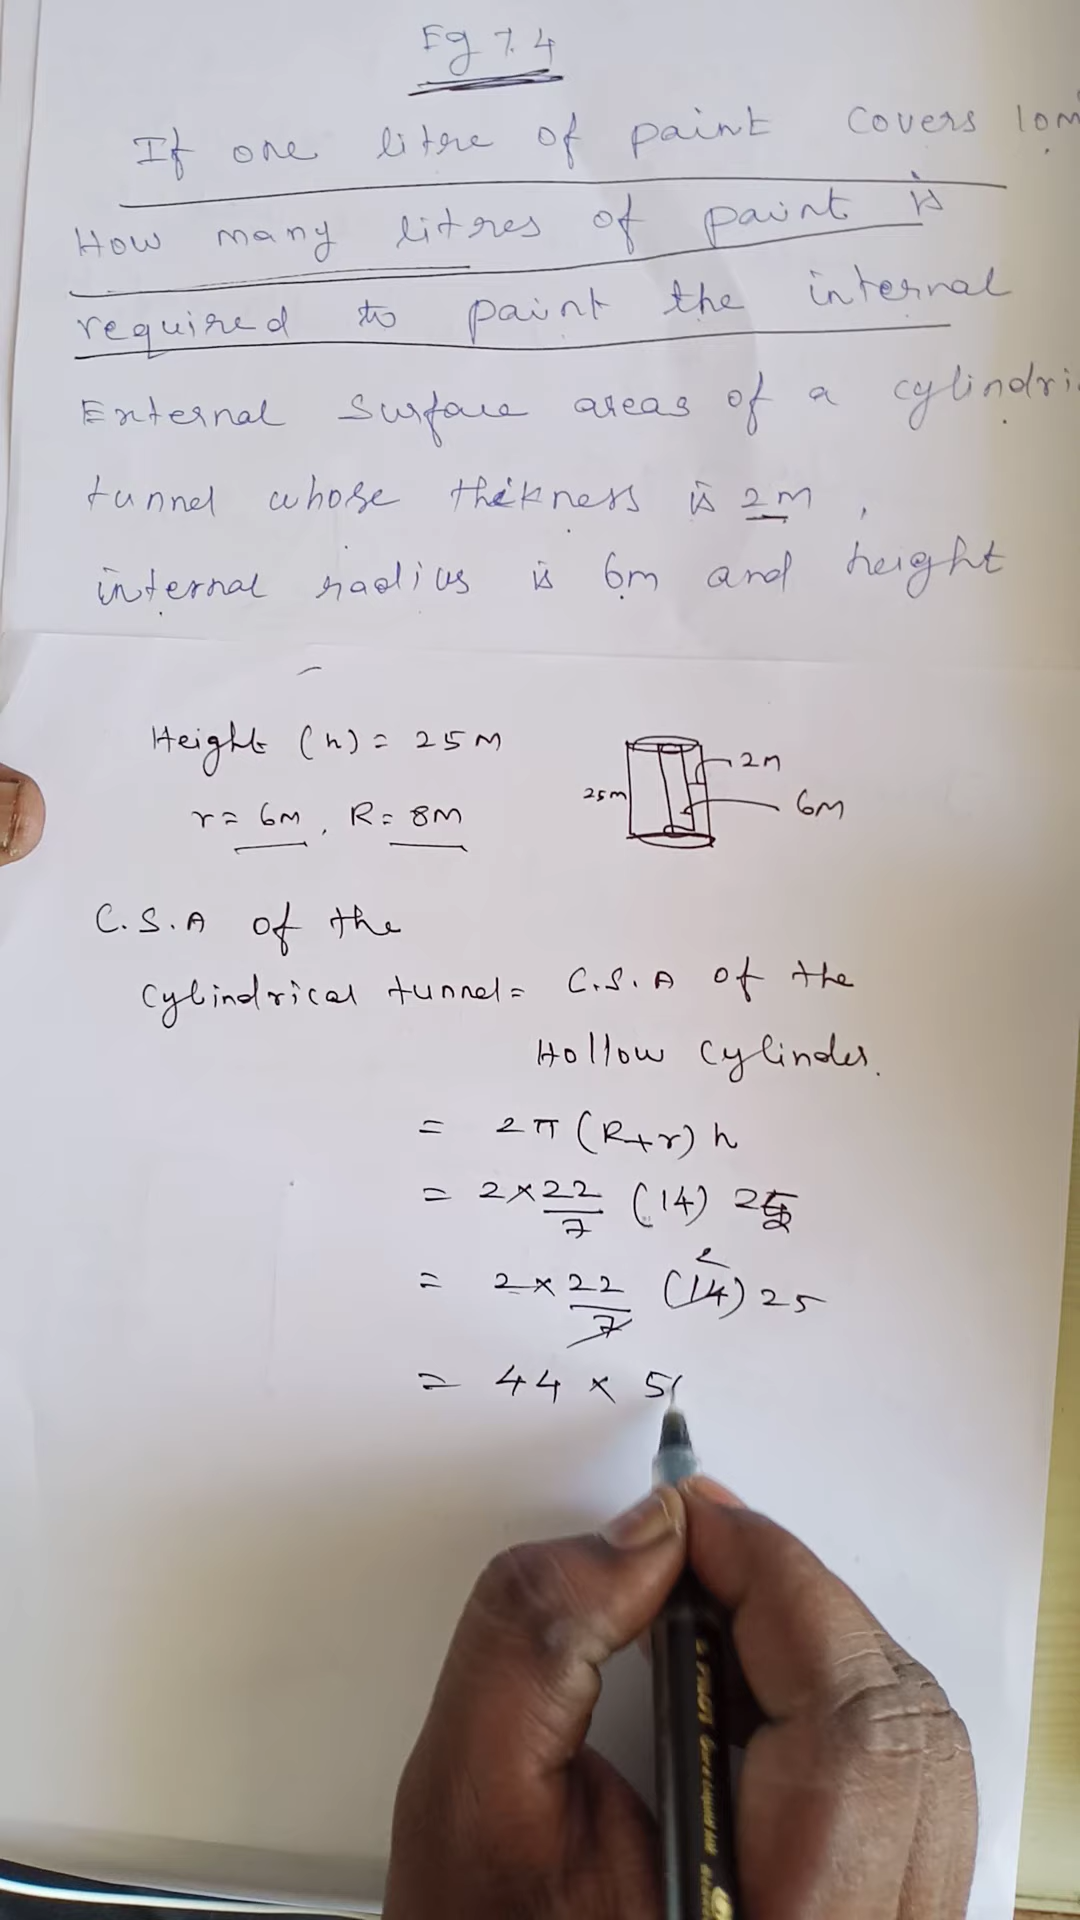 Eg 7.4
If one litre of paint covers 10m
How many litres of paint is
required to paint the internal
External surface areas of a cylindri
tunnel whose thikness is 2m,
internal radius is 6m and height
Height (h) = 25M
r = 6m, R = 8m
2m
25m
6m
C.S.A of the
cylindrical tunnel = C.S.A of the
Hollow cylinder.
= 2π (R+r) h
= 2×22/7 (14) 25
2
= 2×22/7 (14) 25
= 44 × 50